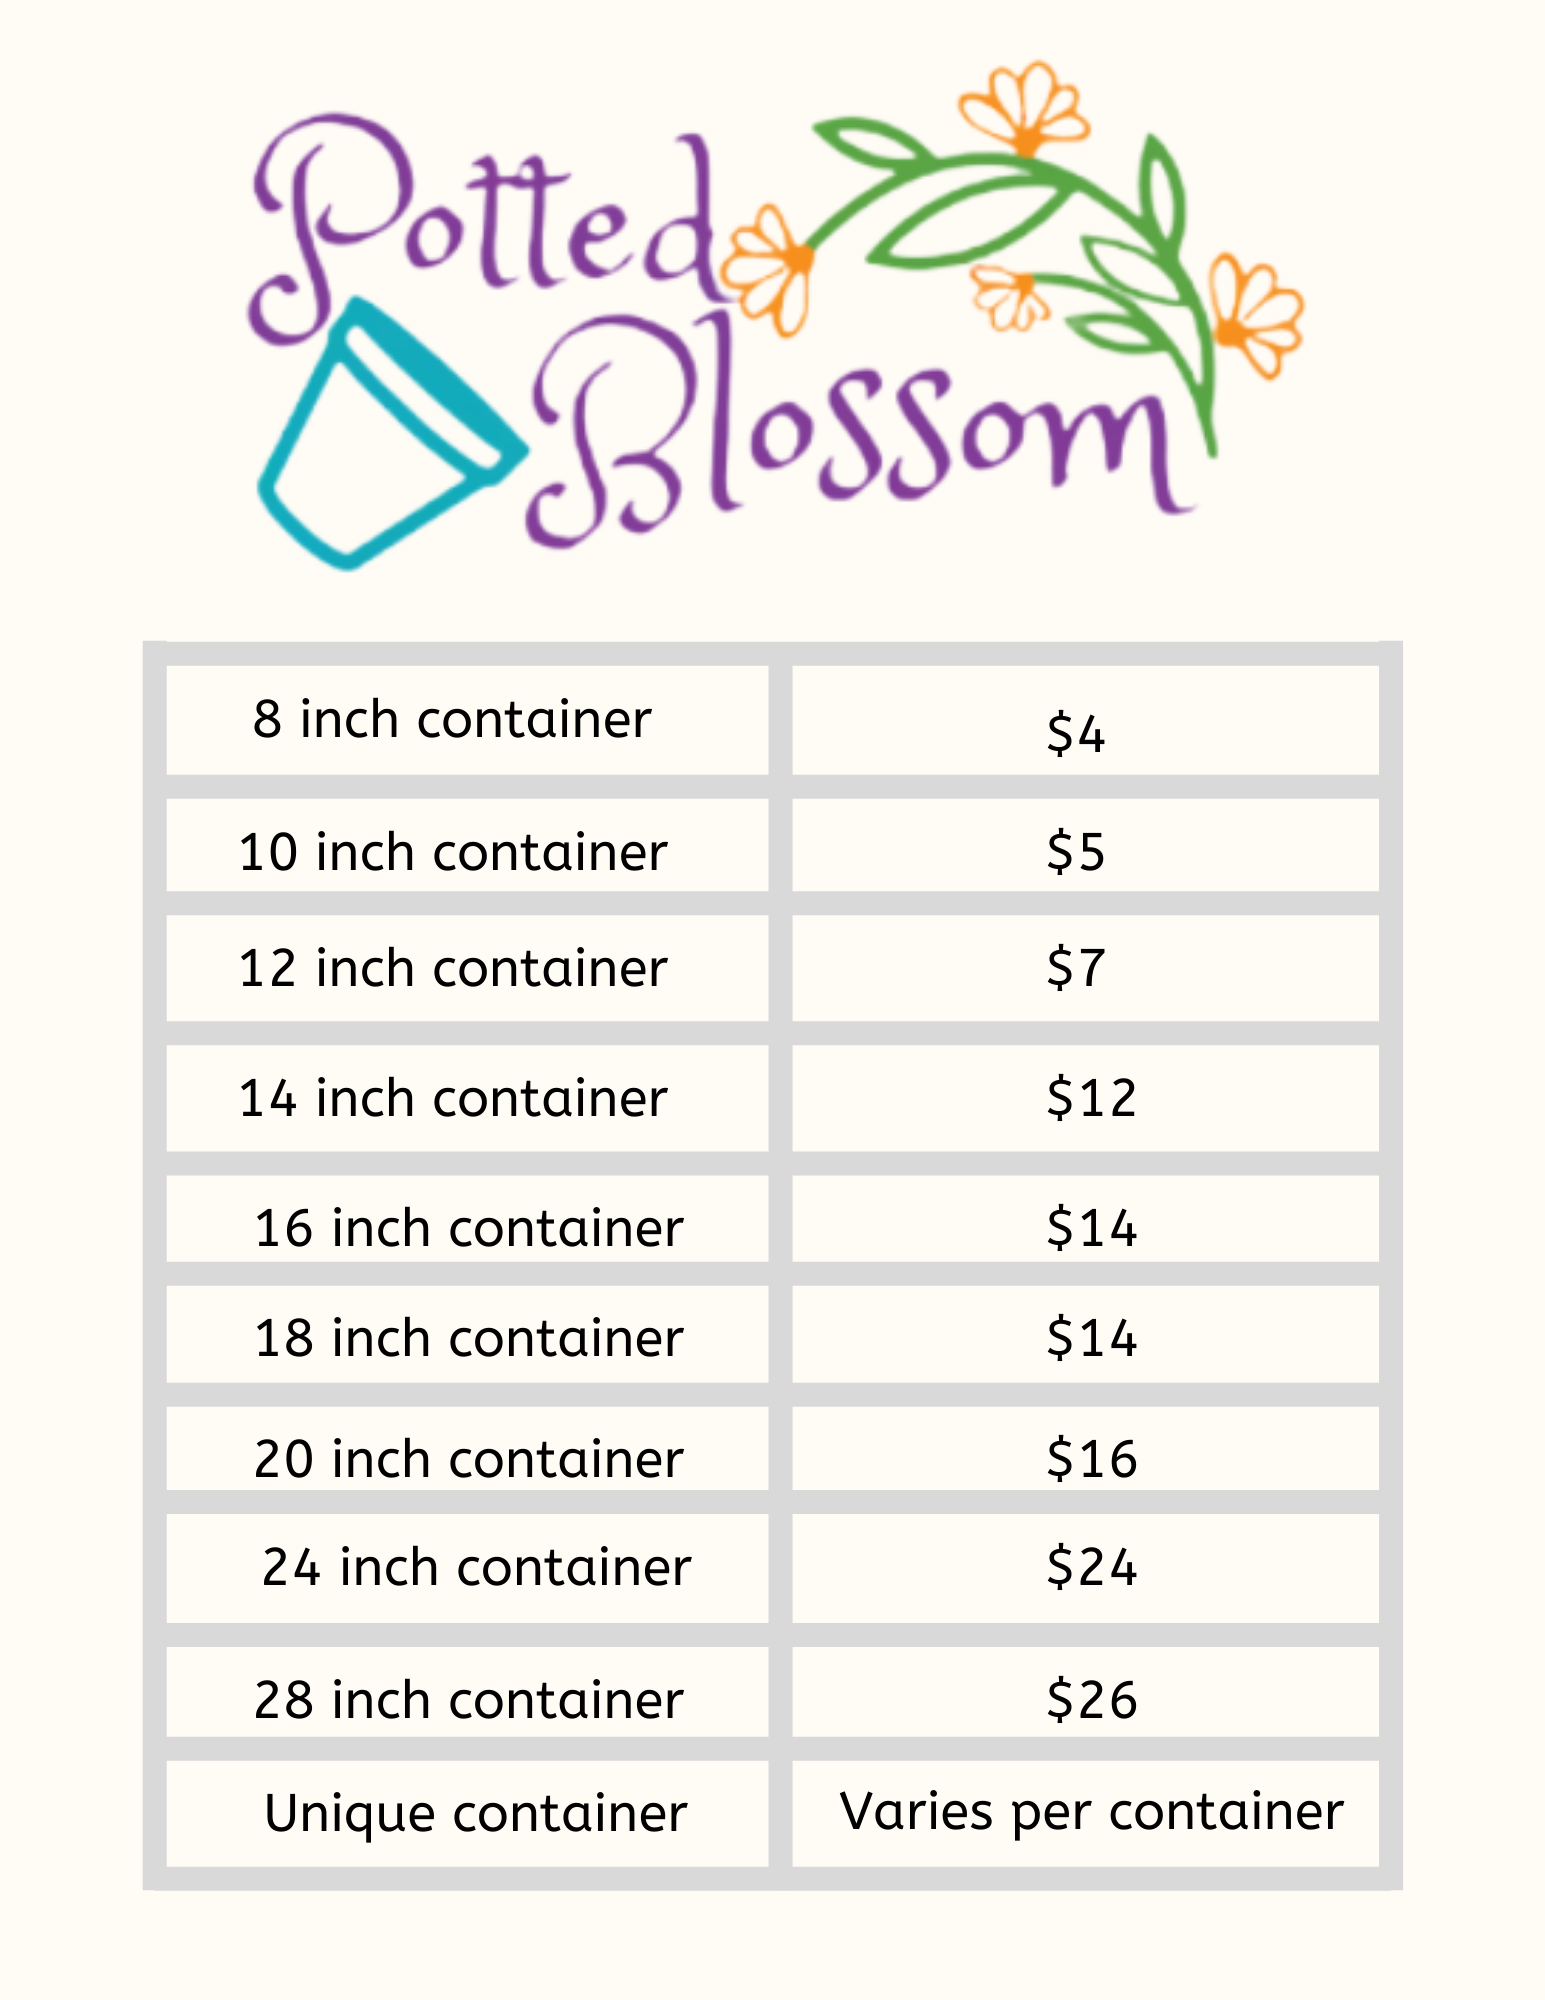 Potted
Blossom
8 inch container $4
10 inch container $5
12 inch container $7
14 inch container $12
16 inch container $14
18 inch container $14
20 inch container $16
24 inch container $24
28 inch container $26
Unique container Varies per container